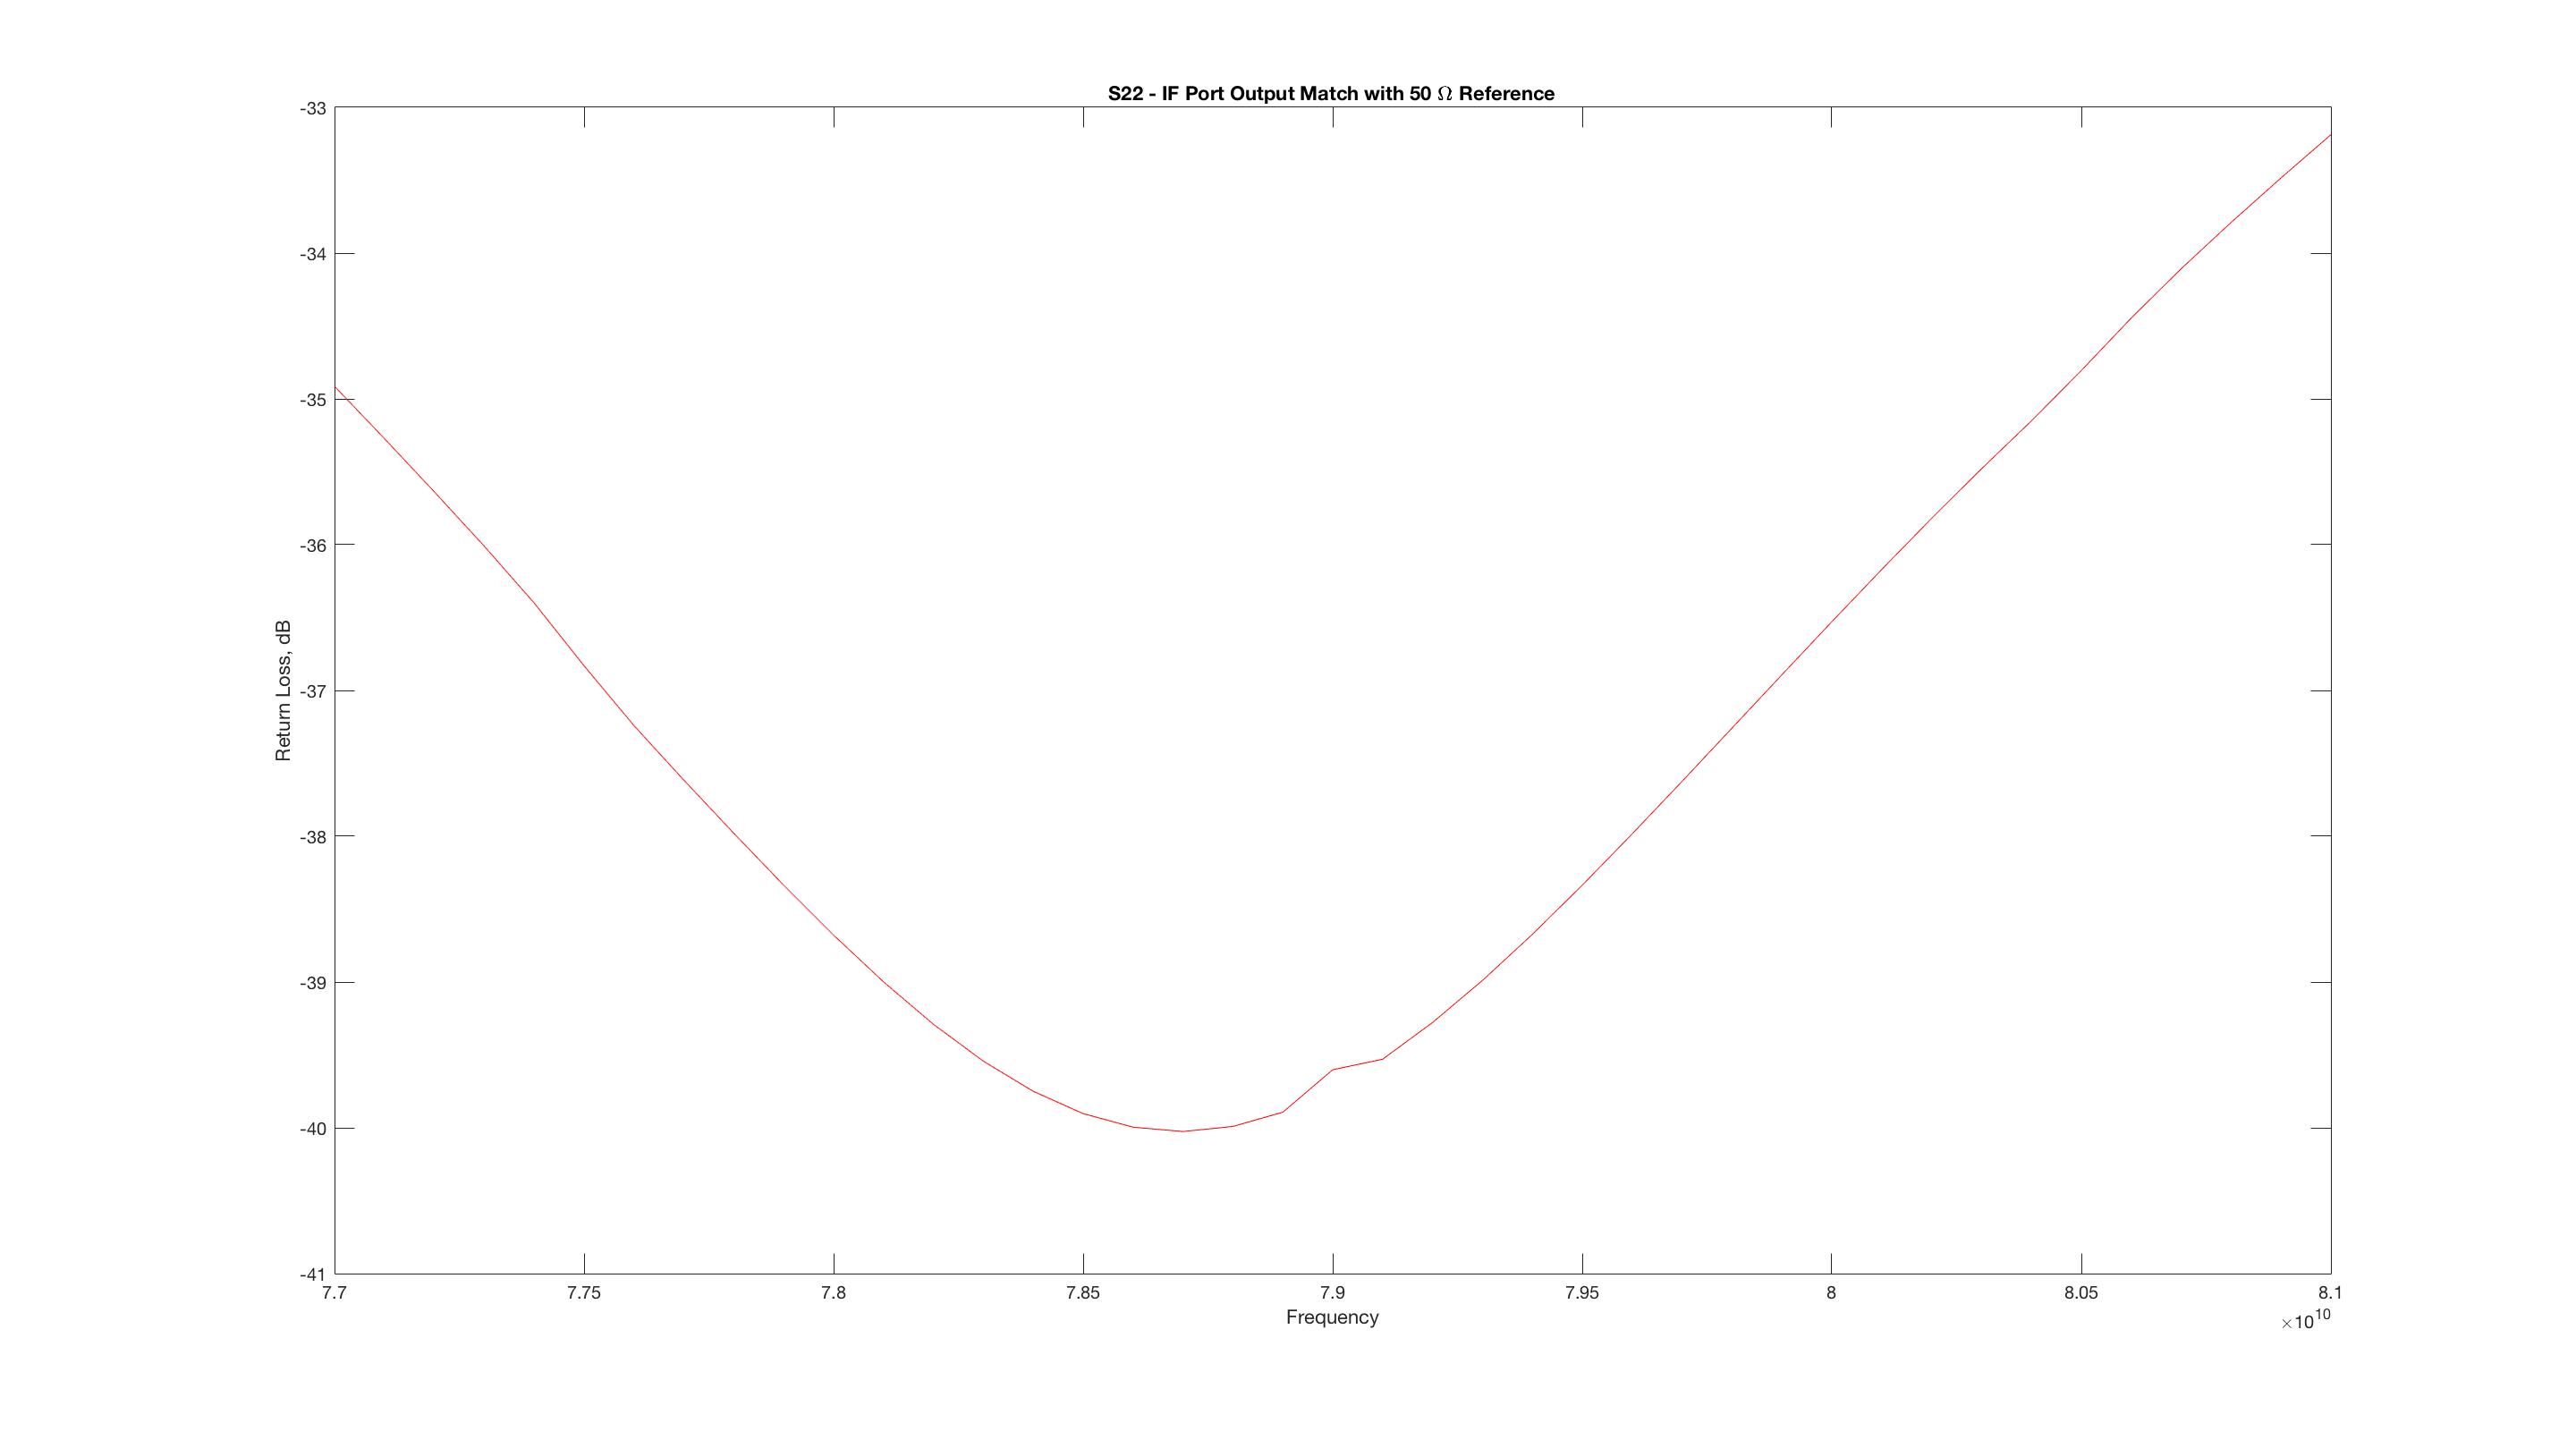 S22 - IF Port Output Match with 50 Ω Reference
-33
-34
-35
-36
-37
-38
-39
-40
-41
Return Loss, dB
7.7 7.75 7.8 7.85 7.9 7.95 8 8.05 8.1
Frequency
×10^10